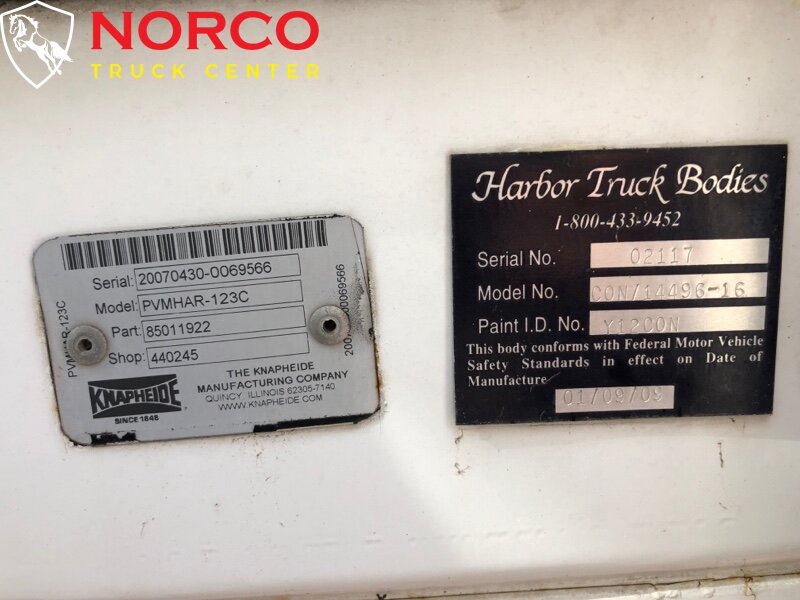 NORCO
TRUCK CENTER
Serial: 20070430-0069566
Model: PVMHAR-123C
Part: 85011922
Shop: 440245
PVMHAR-123C
KNAPHEIDE
SINCE 1848
THE KNAPHEIDE
MANUFACTURING COMPANY
QUINCY, ILLINOIS 62305-7140
WWW.KNAPHEIDE.COM
Harbor Truck Bodies
1-800-433-9452
Serial No. 02117
Model No. CON/14496-16
Paint I.D. No. Y12CON
This body conforms with Federal Motor Vehicle
Safety Standards in effect on Date of
Manufacture
01/09/09